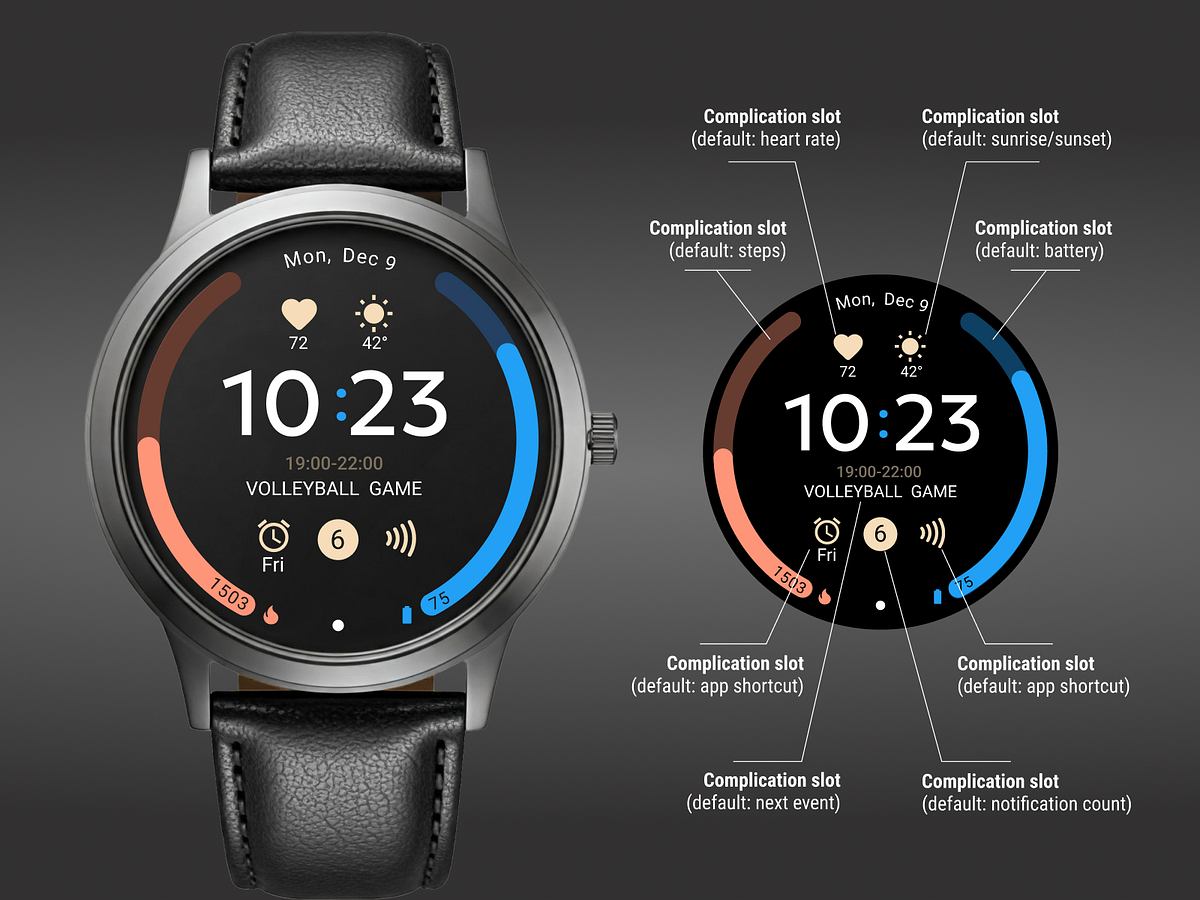 Mon, Dec 9
72
42°
10:23
19:00-22:00
VOLLEYBALL GAME
Fri
6
1503
75
Complication slot
(default: heart rate)
Complication slot
(default: sunrise/sunset)
Complication slot
(default: steps)
Complication slot
(default: battery)
Mon, Dec 9
72
42°
10:23
19:00-22:00
VOLLEYBALL GAME
Fri
6
1503
75
Complication slot
(default: app shortcut)
Complication slot
(default: app shortcut)
Complication slot
(default: next event)
Complication slot
(default: notification count)